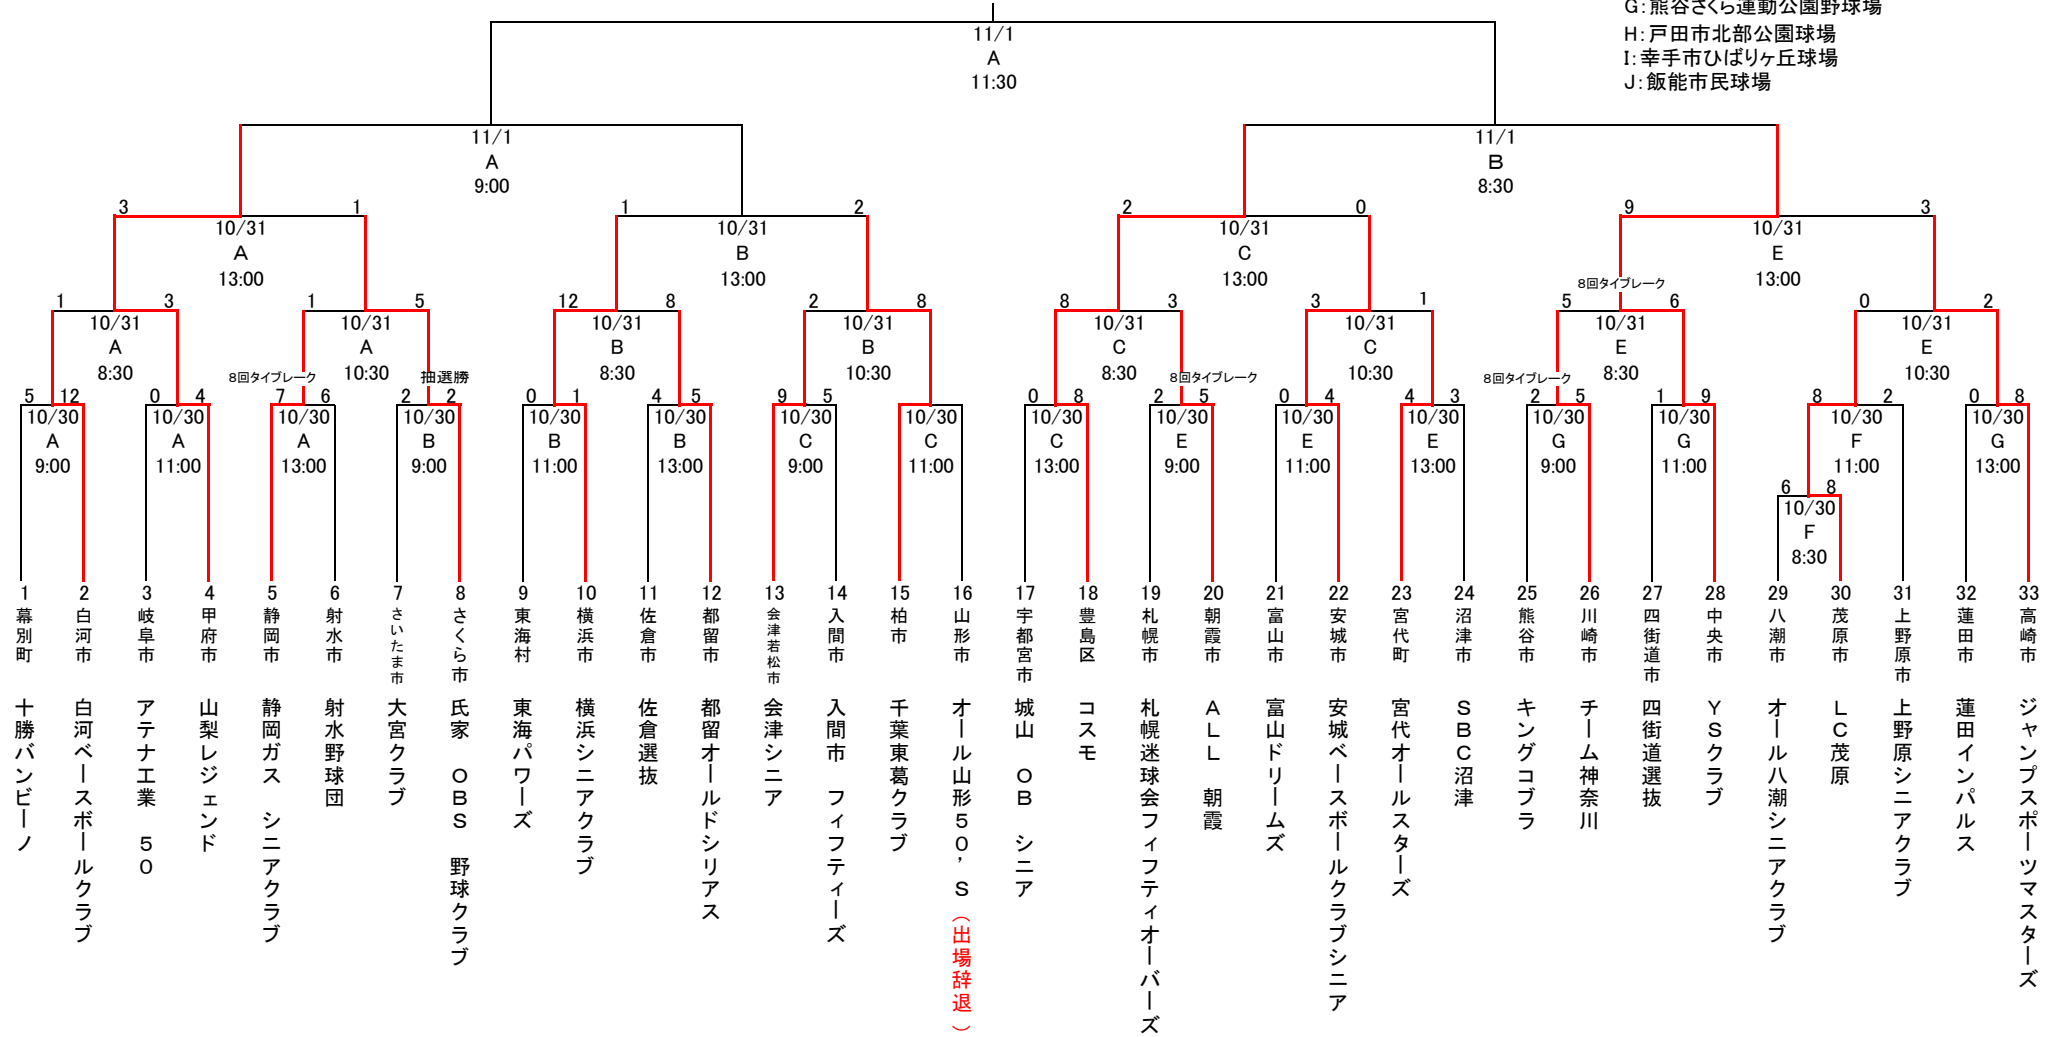 G：熊谷さくら運動公園野球場
11/1
H：戸田市北部公園球場
A
I：幸手市ひばりヶ丘球場
11:30
J：飯能市民球場
11/1 11/1
A B
9:00 8:30
3 1 1 2 2 0 9 3
10/31 10/31 10/31 10/31
A B C E
13:00 13:00 13:00 13:00
8回タイブレーク
1 3 1 5 12 8 2 8 8 3 3 1 5 6 0 2
10/31 10/31 10/31 10/31 10/31 10/31 10/31 10/31
A A B B C C E E
8:30 10:30 8:30 10:30 8:30 10:30 8:30 10:30
8回タイブレーク 抽選勝 8回タイブレーク 8回タイブレーク
5 12 0 4 7 6 2 2 0 1 4 5 9 5 0 8 2 5 0 4 4 3 2 5 1 9 8 2 0 8
10/30 10/30 10/30 10/30 10/30 10/30 10/30 10/30 10/30 10/30 10/30 10/30 10/30 10/30 10/30 10/30
A A A B B B C C C E E E G G F G
9:00 11:00 13:00 9:00 11:00 13:00 9:00 11:00 13:00 9:00 11:00 13:00 9:00 11:00 11:00 13:00
6 8
10/30
F
8:30
1 2 3 4 5 6 7 8 9 10 11 12 13 14 15 16 17 18 19 20 21 22 23 24 25 26 27 28 29 30 31 32 33
幕別町
白河市
岐阜市
甲府市
静岡市
射水市
さいたま市
さくら市
東海村
横浜市
佐倉市
都留市
会津若松市
入間市
柏市
山形市
宇都宮市
豊島区
札幌市
朝霞市
富山市
安城市
宮代町
沼津市
熊谷市
川崎市
四街道市
中央市
八潮市
茂原市
上野原市
蓮田市
高崎市
十勝バンビーノ
白河ベースボールクラブ
アテナ工業 50
山梨レジェンド
静岡ガス シニアクラブ
射水野球団
大宮クラブ
氏家 OBS 野球クラブ
東海パワーズ
横浜シニアクラブ
佐倉選抜
都留オールドシリアス
会津シニア
入間市 フィフティーズ
千葉東葛クラブ
オール山形50’S（出場辞退）
城山 OB シニア
コスモ
札幌迷球会フィフティオーバーズ
ALL 朝霞
富山ドリームズ
安城ベースボールクラブシニア
宮代オールスターズ
SBC沼津
キングコブラ
チーム神奈川
四街道選抜
YSクラブ
オール八潮シニアクラブ
LC茂原
上野原シニアクラブ
蓮田インパルス
ジャンプスポーツマスターズ